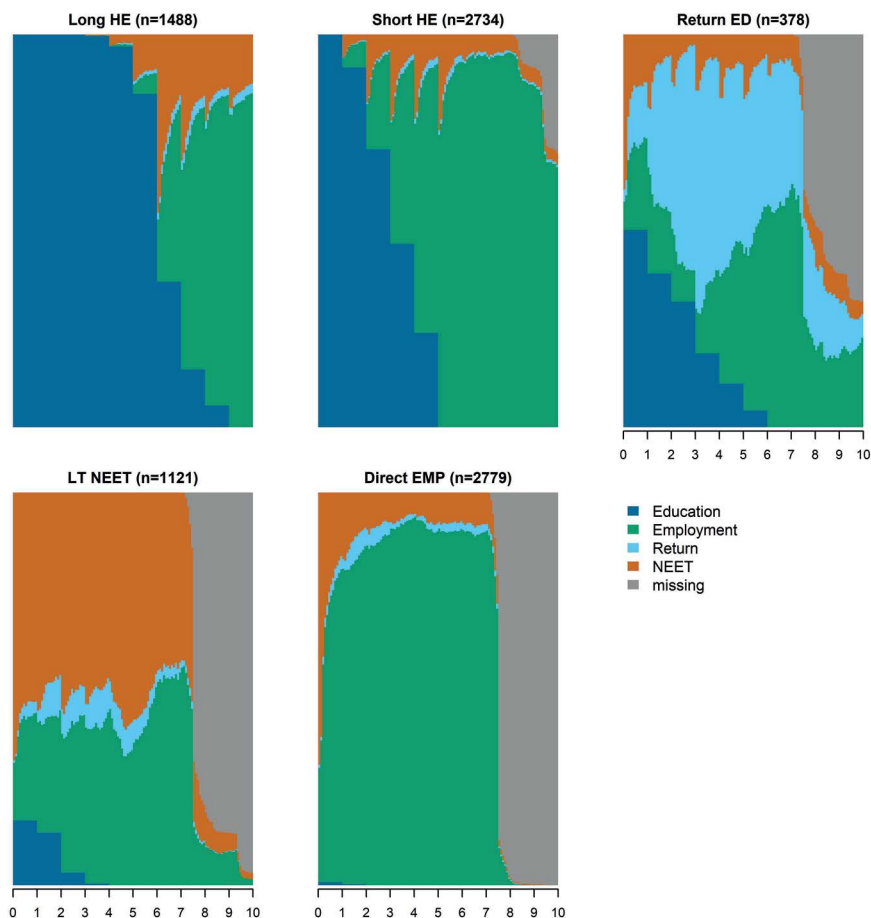 Long HE (n=1488)
Short HE (n=2734)
Return ED (n=378)
0 1 2 3 4 5 6 7 8 9 10
LT NEET (n=1121)
Direct EMP (n=2779)
Education
Employment
Return
NEET
missing
0 1 2 3 4 5 6 7 8 9 10
0 1 2 3 4 5 6 7 8 9 10